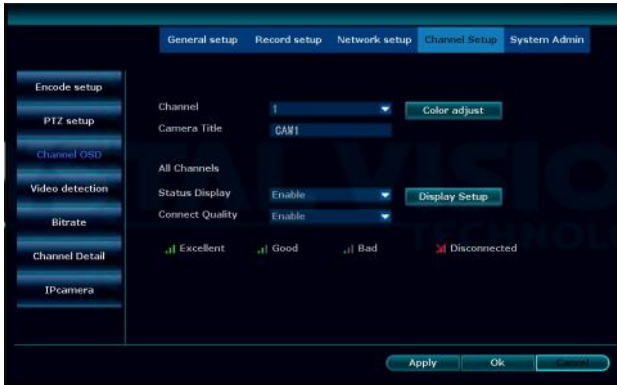 General setup Record setup Network setup Channel Setup System Admin
Encode setup
PTZ setup
Channel OSD
Video detection
Bitrate
Channel Detail
IPcamera
Channel 1 Color adjust
Camera Title CAM1
All Channels
Status Display Enable Display Setup
Connect Quality Enable
Excellent Good Bad Disconnected
Apply Ok Cancel